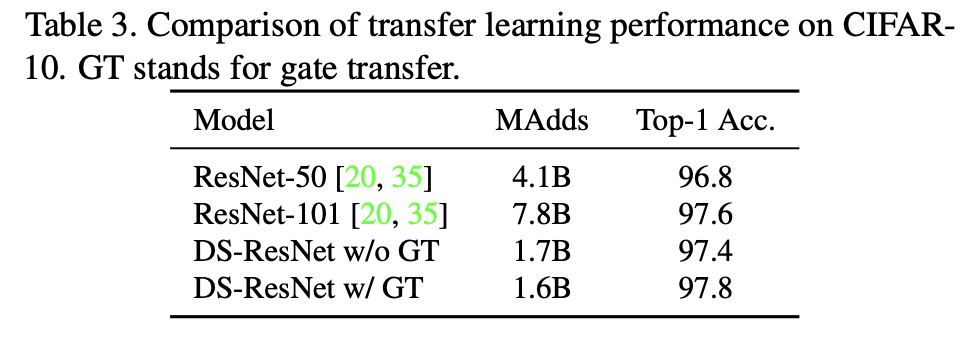 Table 3. Comparison of transfer learning performance on CIFAR-
10. GT stands for gate transfer.
Model MAdds Top-1 Acc.
ResNet-50 [20, 35] 4.1B 96.8
ResNet-101 [20, 35] 7.8B 97.6
DS-ResNet w/o GT 1.7B 97.4
DS-ResNet w/ GT 1.6B 97.8